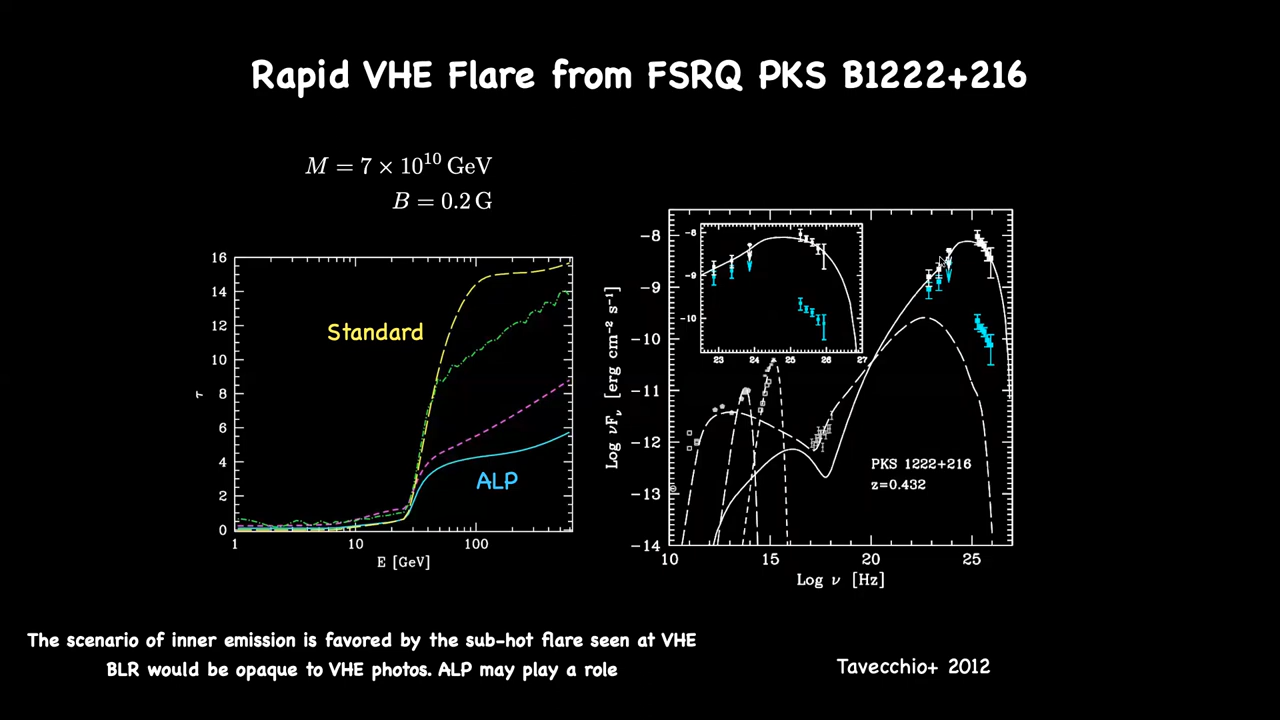 Rapid VHE Flare from FSRQ PKS B1222+216
M = 7 × 10¹⁰ GeV
B = 0.2 G
16
14
12
10
8
6
4
2
0
τ
Standard
ALP
1
10
100
E [GeV]
-8
-9
-10
-11
-12
-13
-14
Log νFν [erg cm⁻² s⁻¹]
-8
-9
-10
23
24
25
26
27
PKS 1222+216
z=0.432
10
15
20
25
Log ν [Hz]
The scenario of inner emission is favored by the sub-hot flare seen at VHE
BLR would be opaque to VHE photos. ALP may play a role
Tavecchio+ 2012